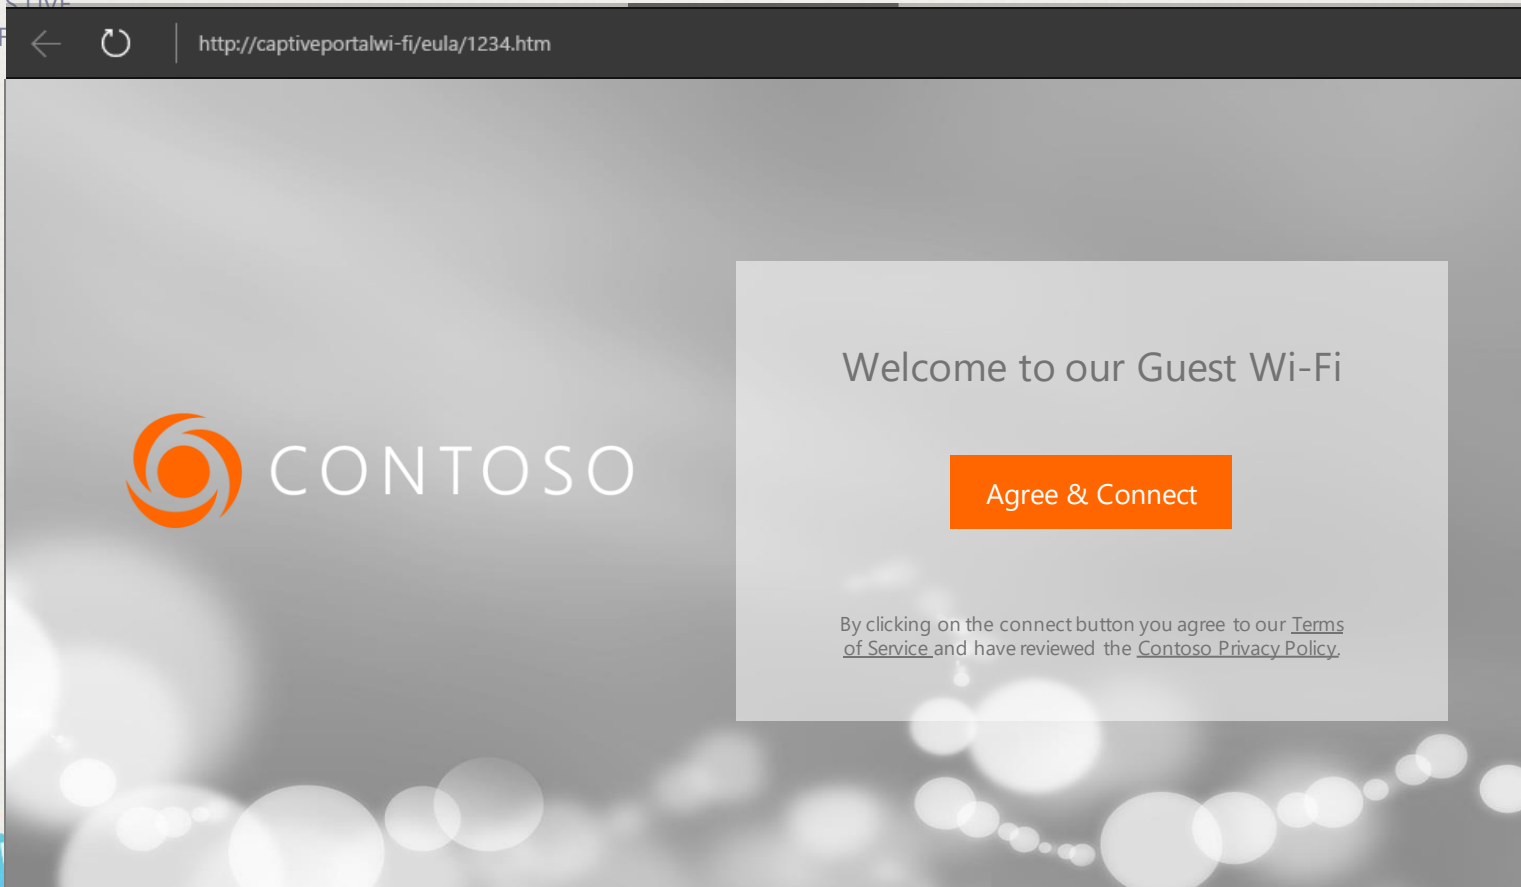 http://captiveportalwi-fi/eula/1234.htm
CONTOSO
Welcome to our Guest Wi-Fi
Agree & Connect
By clicking on the connect button you agree to our Terms
of Service and have reviewed the Contoso Privacy Policy.